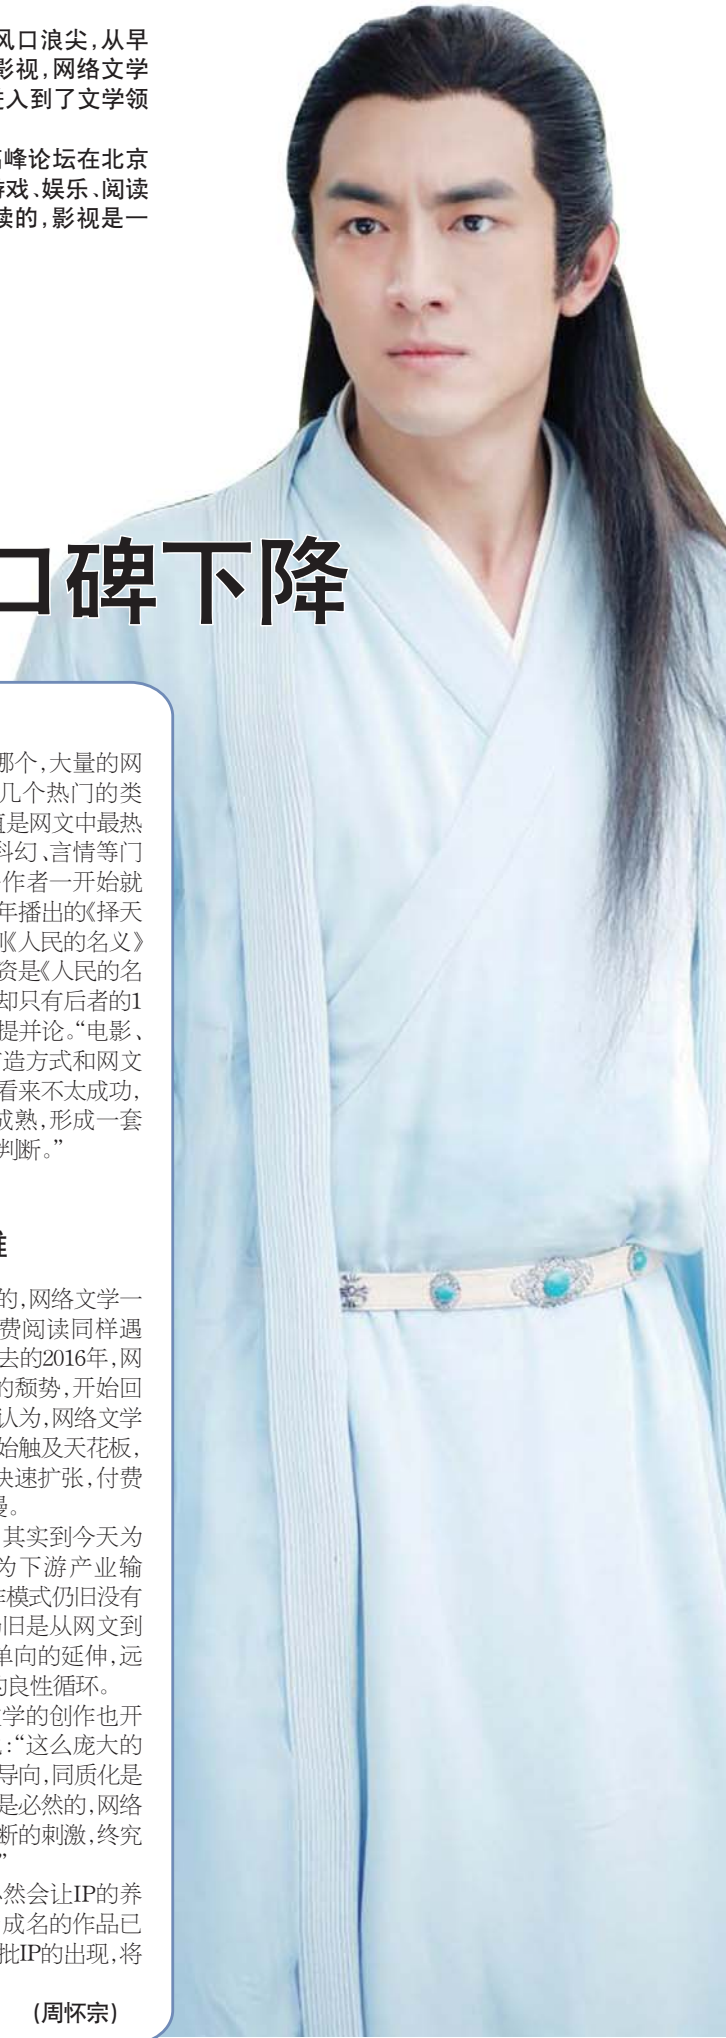 风口浪尖,从早
影视,网络文学
进入到了文学领
高峰论坛在北京
游戏、娱乐、阅读
读的,影视是一
口碑下降
哪个,大量的网
几个热门的类
直是网文中最热
科幻、言情等门
作者一开始就
年播出的《择天
《人民的名义》
资是《人民的名
却只有后者的1
提并论。“电影、
造方式和网文
看来不太成功,
成熟,形成一套
判断。”
的,网络文学一
费阅读同样遇
去的2016年,网
的颓势,开始回
认为,网络文学
始触及天花板,
快速扩张,付费
慢。
其实到今天为
为下游产业输
作模式仍旧没有
仍旧是从网文到
单向的延伸,远
的良性循环。
文学的创作也开
:“这么庞大的
导向,同质化是
是必然的,网络
断的刺激,终究
”
必然会让IP的养
成名的作品已
批IP的出现,将
(周怀宗)